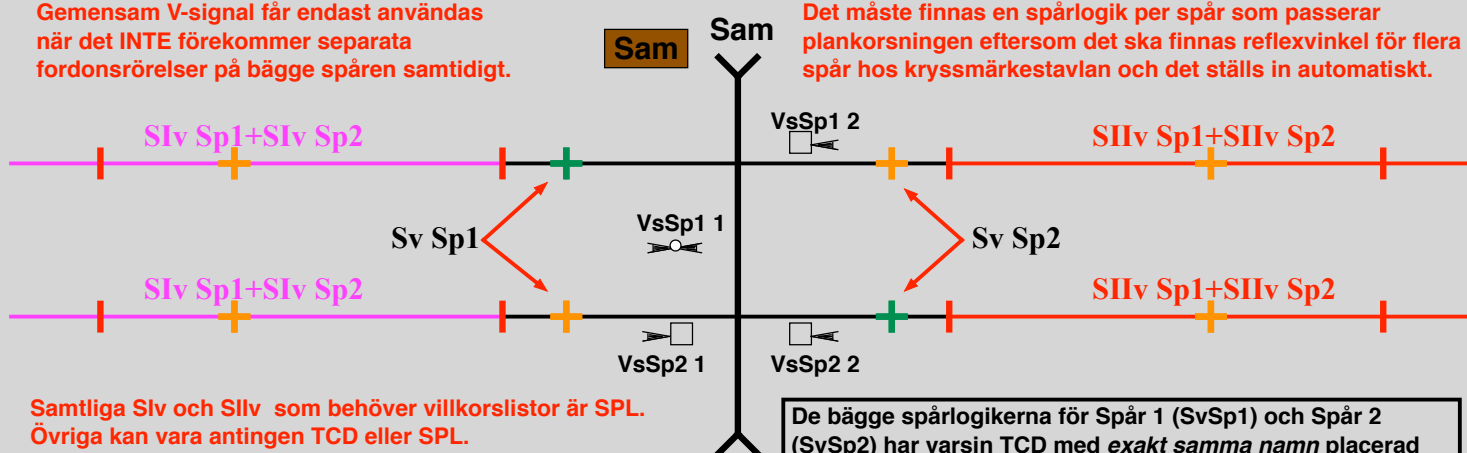 Gemensam V-signal får endast användas
när det INTE förekommer separata
fordonsrörelser på bägge spåren samtidigt.
Sam
Sam
Det måste finnas en spårlogik per spår som passerar
plankorsningen eftersom det ska finnas reflexvinkel för flera
spår hos kryssmärkestavlan och det ställs in automatiskt.
SIv Sp1+SIv Sp2
VsSp1 2
SIIv Sp1+SIIv Sp2
Sv Sp1
VsSp1 1
Sv Sp2
SIv Sp1+SIv Sp2
SIIv Sp1+SIIv Sp2
VsSp2 1
VsSp2 2
Samtliga SIv och SIIv som behöver villkorslistor är SPL.
Övriga kan vara antingen TCD eller SPL.
De bägge spårlogikerna för Spår 1 (SvSp1) och Spår 2
(SvSp2) har varsin TCD med exakt samma namn placerad